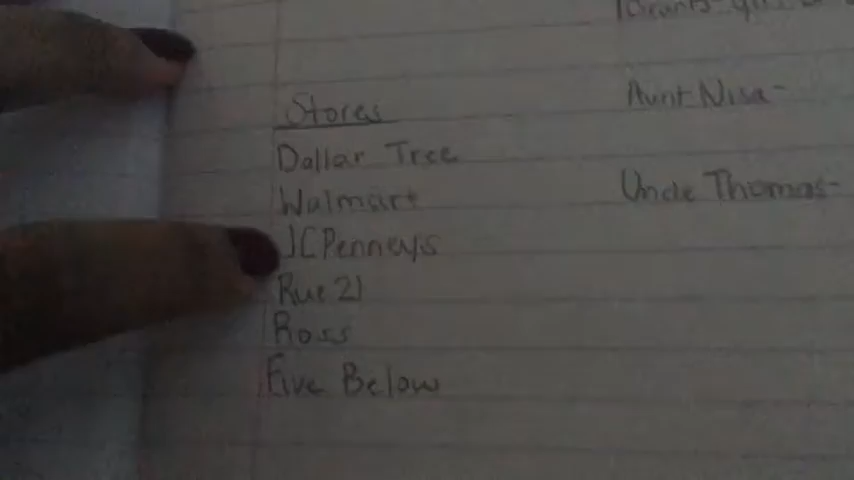 Stores
Dollar Tree
Walmart
JCPenneys
Rue 21
Ross
Five Below
Aunt Nisa-
Uncle Thomas-